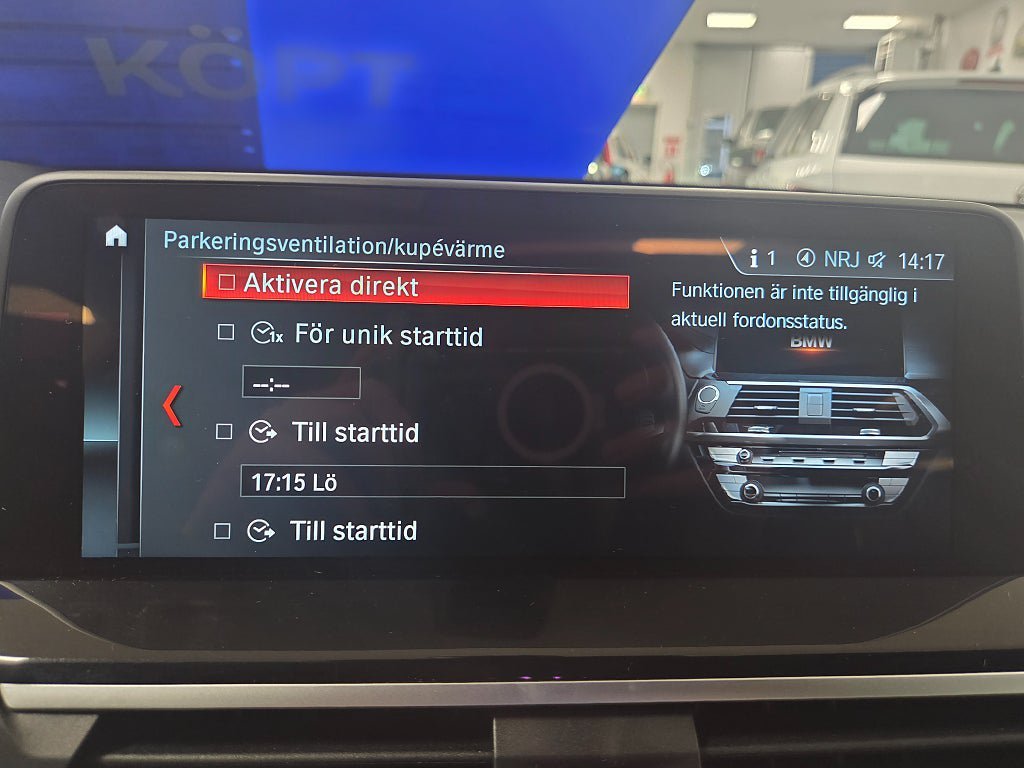 KÖPT
Parkeringsventilation/kupévärme
i 1 NRJ 14:17
Aktivera direkt
Funktionen är inte tillgänglig i
aktuell fordonsstatus.
1x För unik starttid
BMW
--:--
Till starttid
17:15 Lö
Till starttid